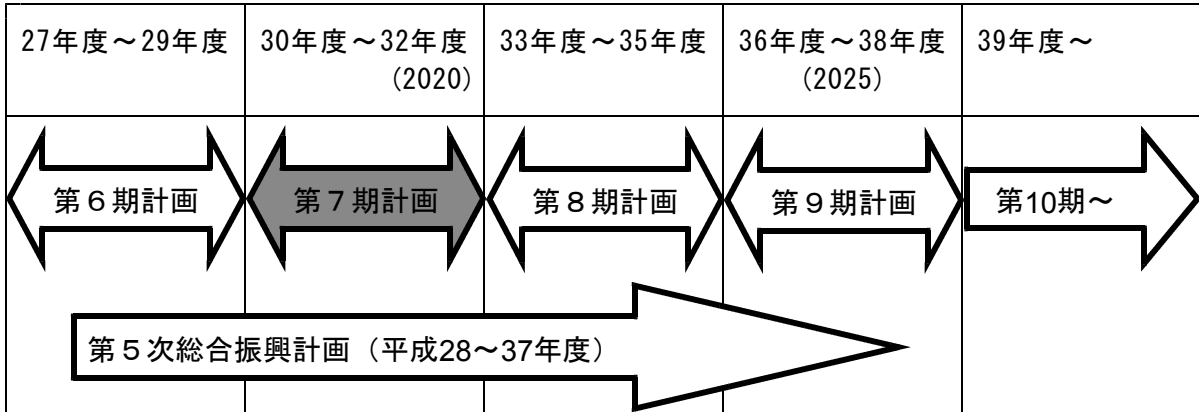 27年度～29年度
30年度～32年度
(2020)
33年度～35年度
36年度～38年度
(2025)
39年度～
第６期計画
第７期計画
第８期計画
第９期計画
第10期～
第５次総合振興計画（平成28～37年度）